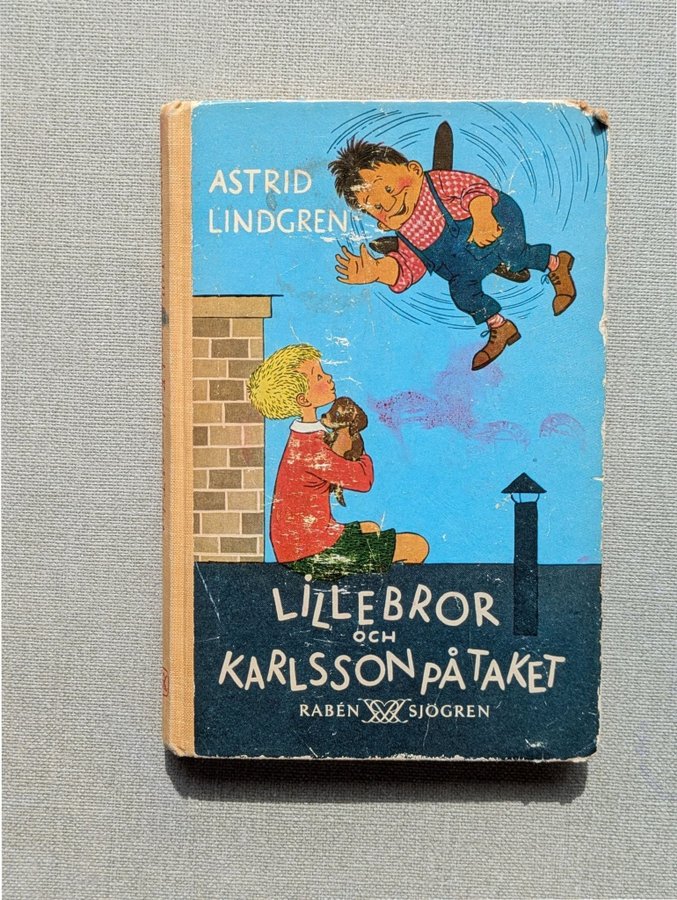 ASTRID
LINDGREN
LILLEBROR
OCH
KARLSSON PÅ TAKET
RABÉN SJÖGREN